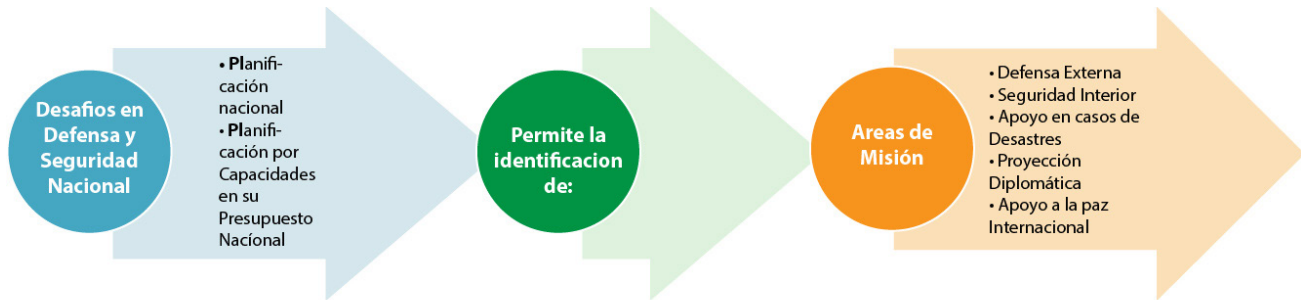 Desafios en
Defensa y
Seguridad
Nacional
• Planifi-
cación
nacional
• Planifi-
cación por
Capacidades
en su
Presupuesto
Nacíonal
Permite la
identificacion
de:
Areas de
Misión
• Defensa Externa
• Seguridad Interior
• Apoyo en casos de
Desastres
• Proyección
Diplomática
• Apoyo a la paz
Internacional